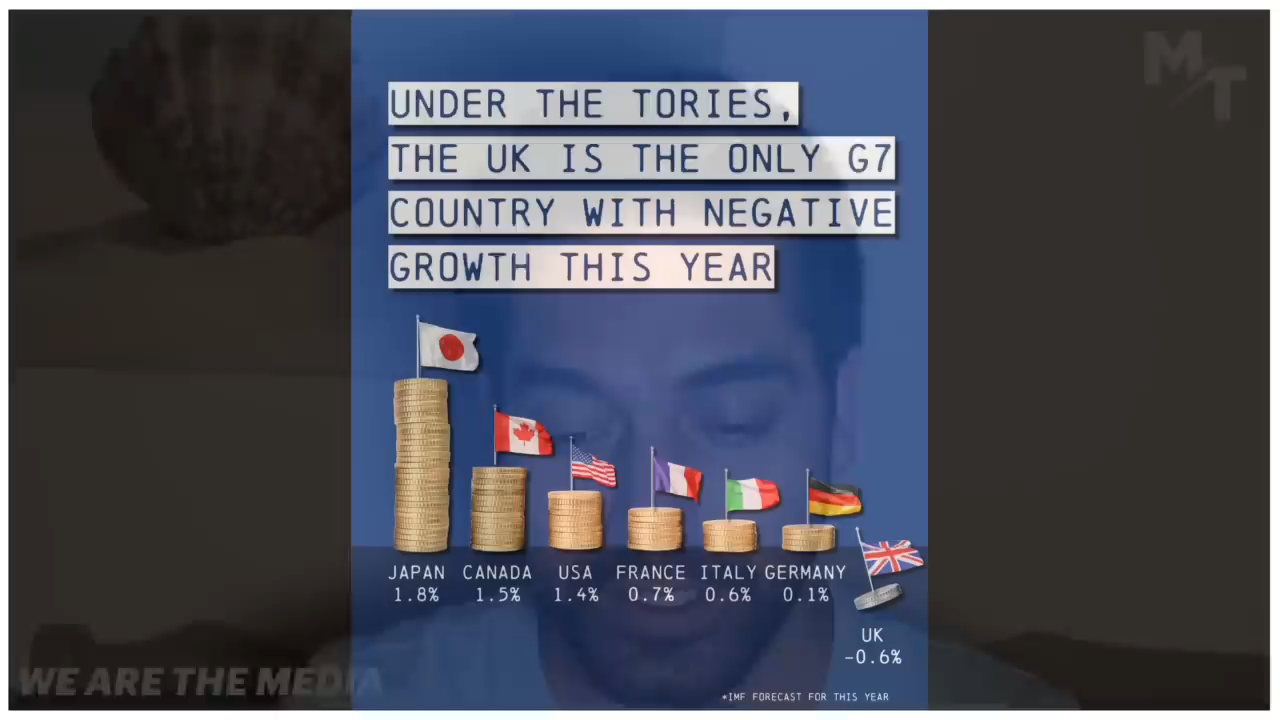 M/T
UNDER THE TORIES,
THE UK IS THE ONLY G7
COUNTRY WITH NEGATIVE
GROWTH THIS YEAR
JAPAN CANADA USA FRANCE ITALY GERMANY
1.8% 1.5% 1.4% 0.7% 0.6% 0.1%
UK
-0.6%
WE ARE THE MEDIA
*IMF FORECAST FOR THIS YEAR